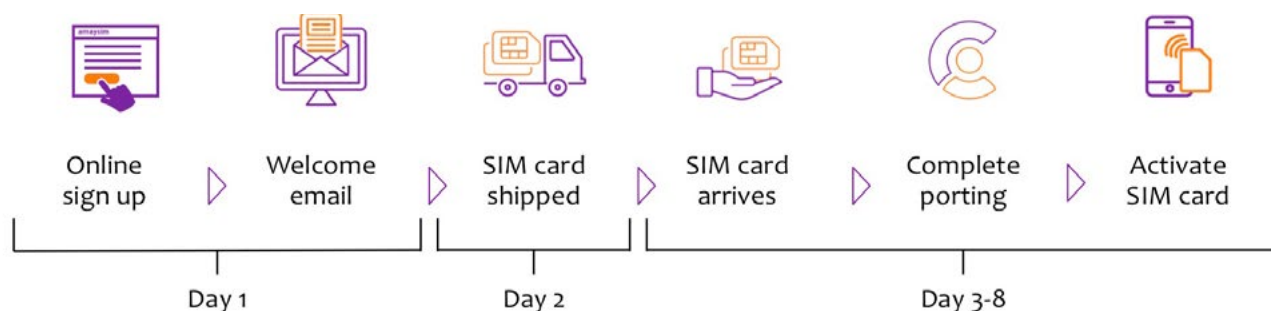 amaysim
Online
sign up
Welcome
email
SIM card
shipped
SIM card
arrives
Complete
porting
Activate
SIM card
Day 1
Day 2
Day 3-8